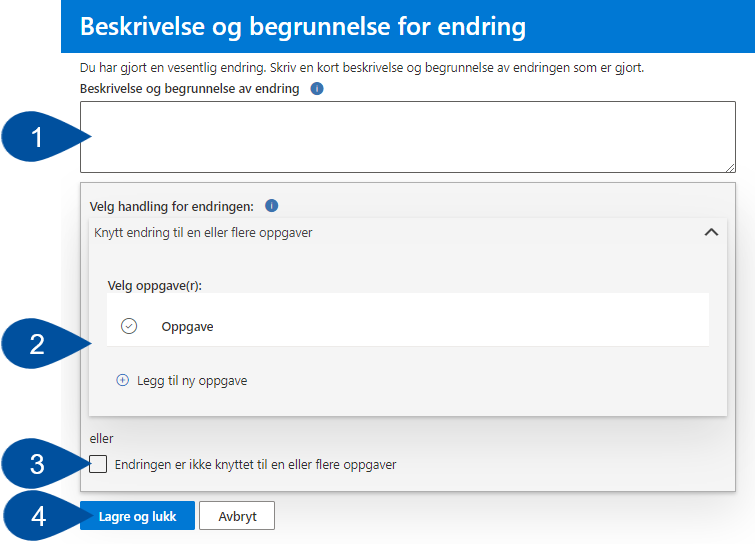 Beskrivelse og begrunnelse for endring
Du har gjort en vesentlig endring. Skriv en kort beskrivelse og begrunnelse av endringen som er gjort.
Beskrivelse og begrunnelse av endring i
1
Velg handling for endringen: i
Knytt endring til en eller flere oppgaver
Velg oppgave(r):
Oppgave
2
Legg til ny oppgave
eller
3 Endringen er ikke knyttet til en eller flere oppgaver
4 Lagre og lukk Avbryt